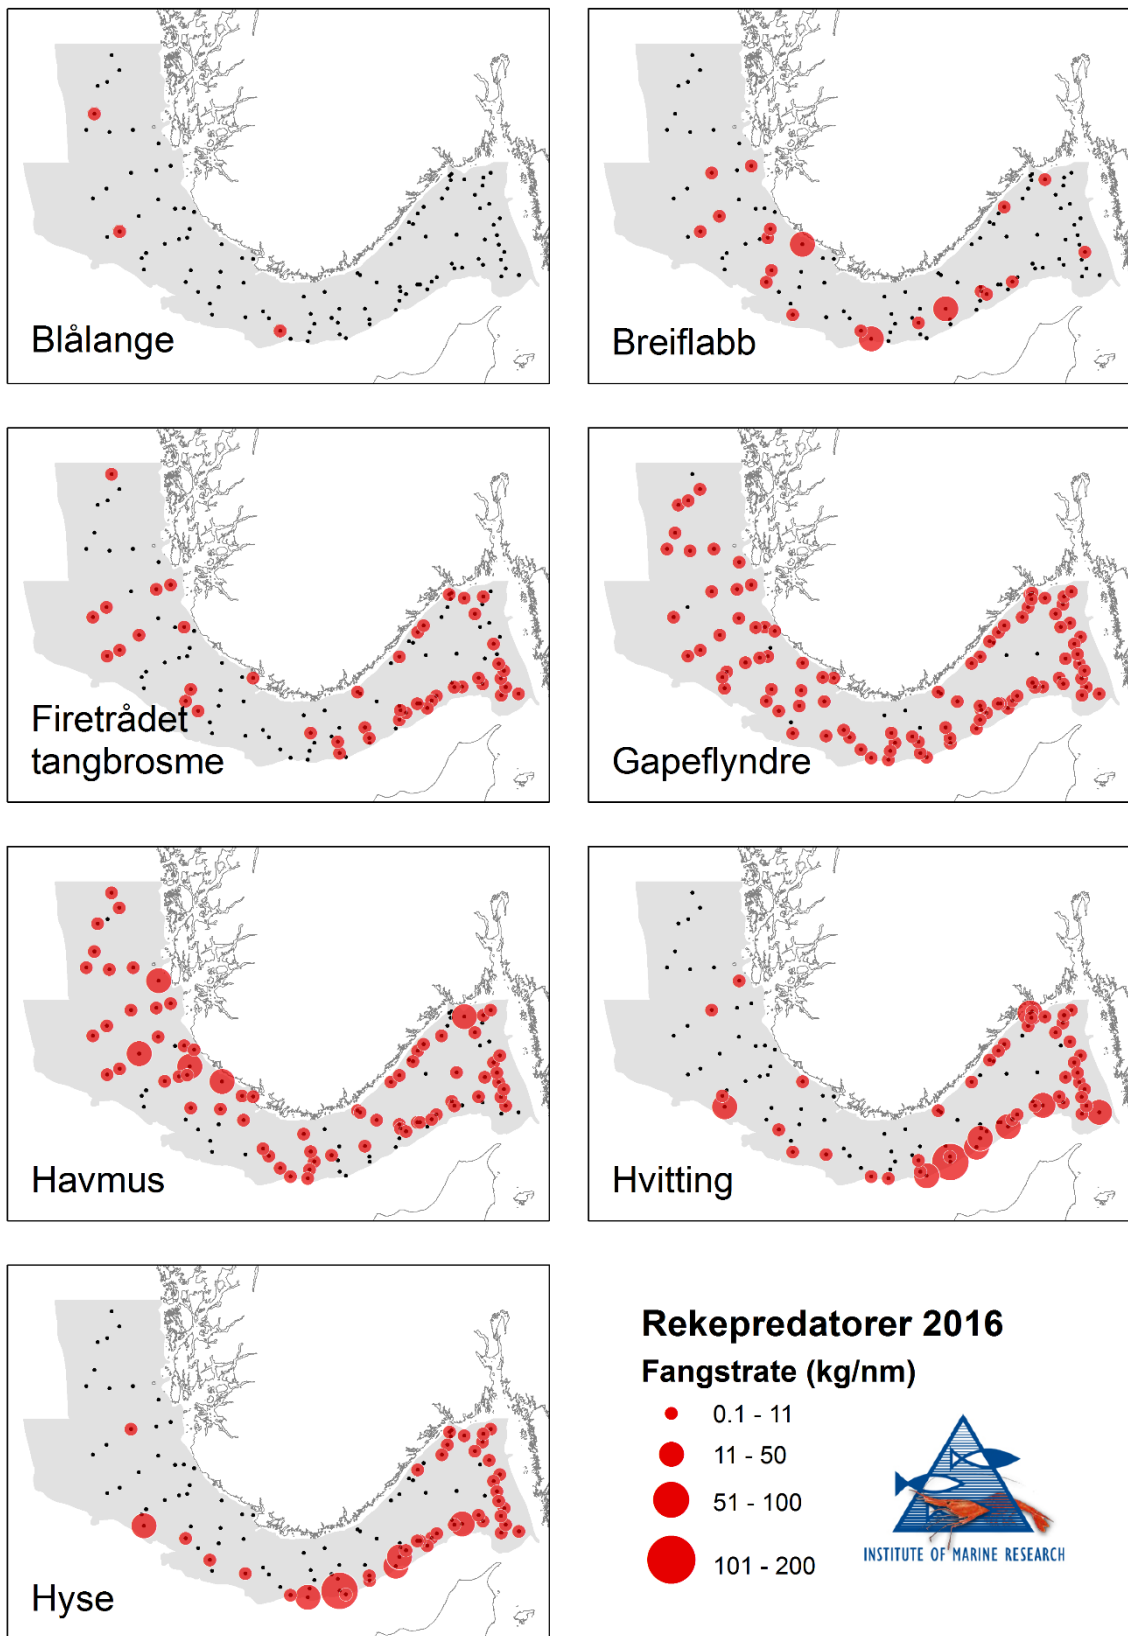 Blålange
Breiflabb
Firetrådet
tangbrosme
Gapeflyndre
Havmus
Hvitting
Hyse
Rekepredatorer 2016
Fangstrate (kg/nm)
0.1 - 11
11 - 50
51 - 100
101 - 200
INSTITUTE OF MARINE RESEARCH